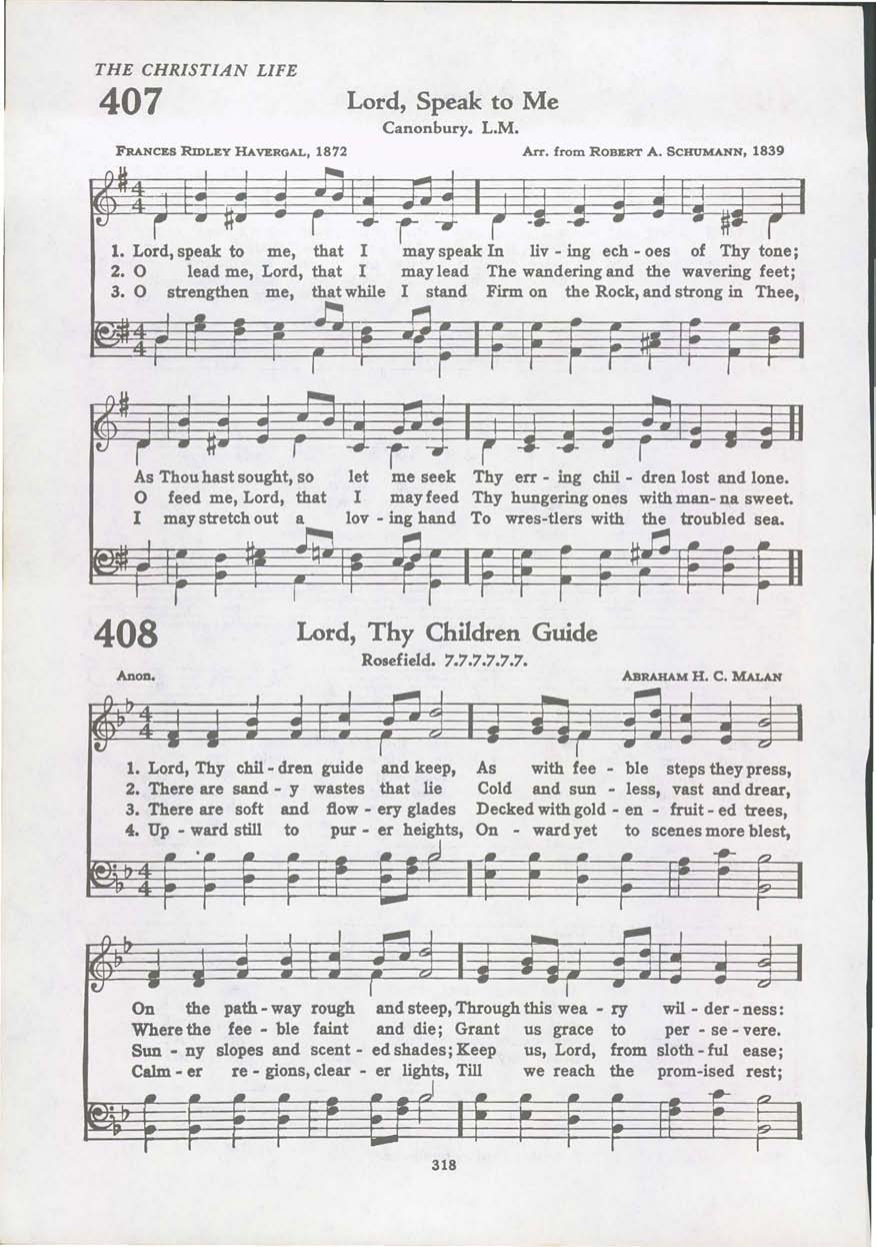 THE CHRISTIAN LIFE
407 Lord, Speak to Me
Canonbury. L.M.
FRANCES RIDLEY HAVERGAL, 1872 Arr. from ROBERT A. SCHUMANN, 1839
1. Lord, speak to me, that I may speak In liv - ing ech - oes of Thy tone;
2. O lead me, Lord, that I may lead The wandering and the wavering feet;
3. O strengthen me, that while I stand Firm on the Rock, and strong in Thee,
As Thou hast sought, so let me seek Thy err - ing chil - dren lost and lone.
O feed me, Lord, that I may feed Thy hungering ones with man - na sweet.
I may stretch out a lov - ing hand To wres - tlers with the troubled sea.
408 Lord, Thy Children Guide
Rosefield. 7.7.7.7.7.7.
Anon. ABRAHAM H. C. MALAN
1. Lord, Thy chil - dren guide and keep, As with fee - ble steps they press,
2. There are sand - y wastes that lie Cold and sun - less, vast and drear,
3. There are soft and flow - ery glades Decked with gold - en - fruit - ed trees,
4. Up - ward still to pur - er heights, On - ward yet to scenes more blest,
On the path - way rough and steep, Through this wea - ry wil - der - ness:
Where the fee - ble faint and die; Grant us grace to per - se - vere.
Sun - ny slopes and scent - ed shades; Keep us, Lord, from sloth - ful ease;
Calm - er re - gions, clear - er lights, Till we reach the prom - ised rest;
318